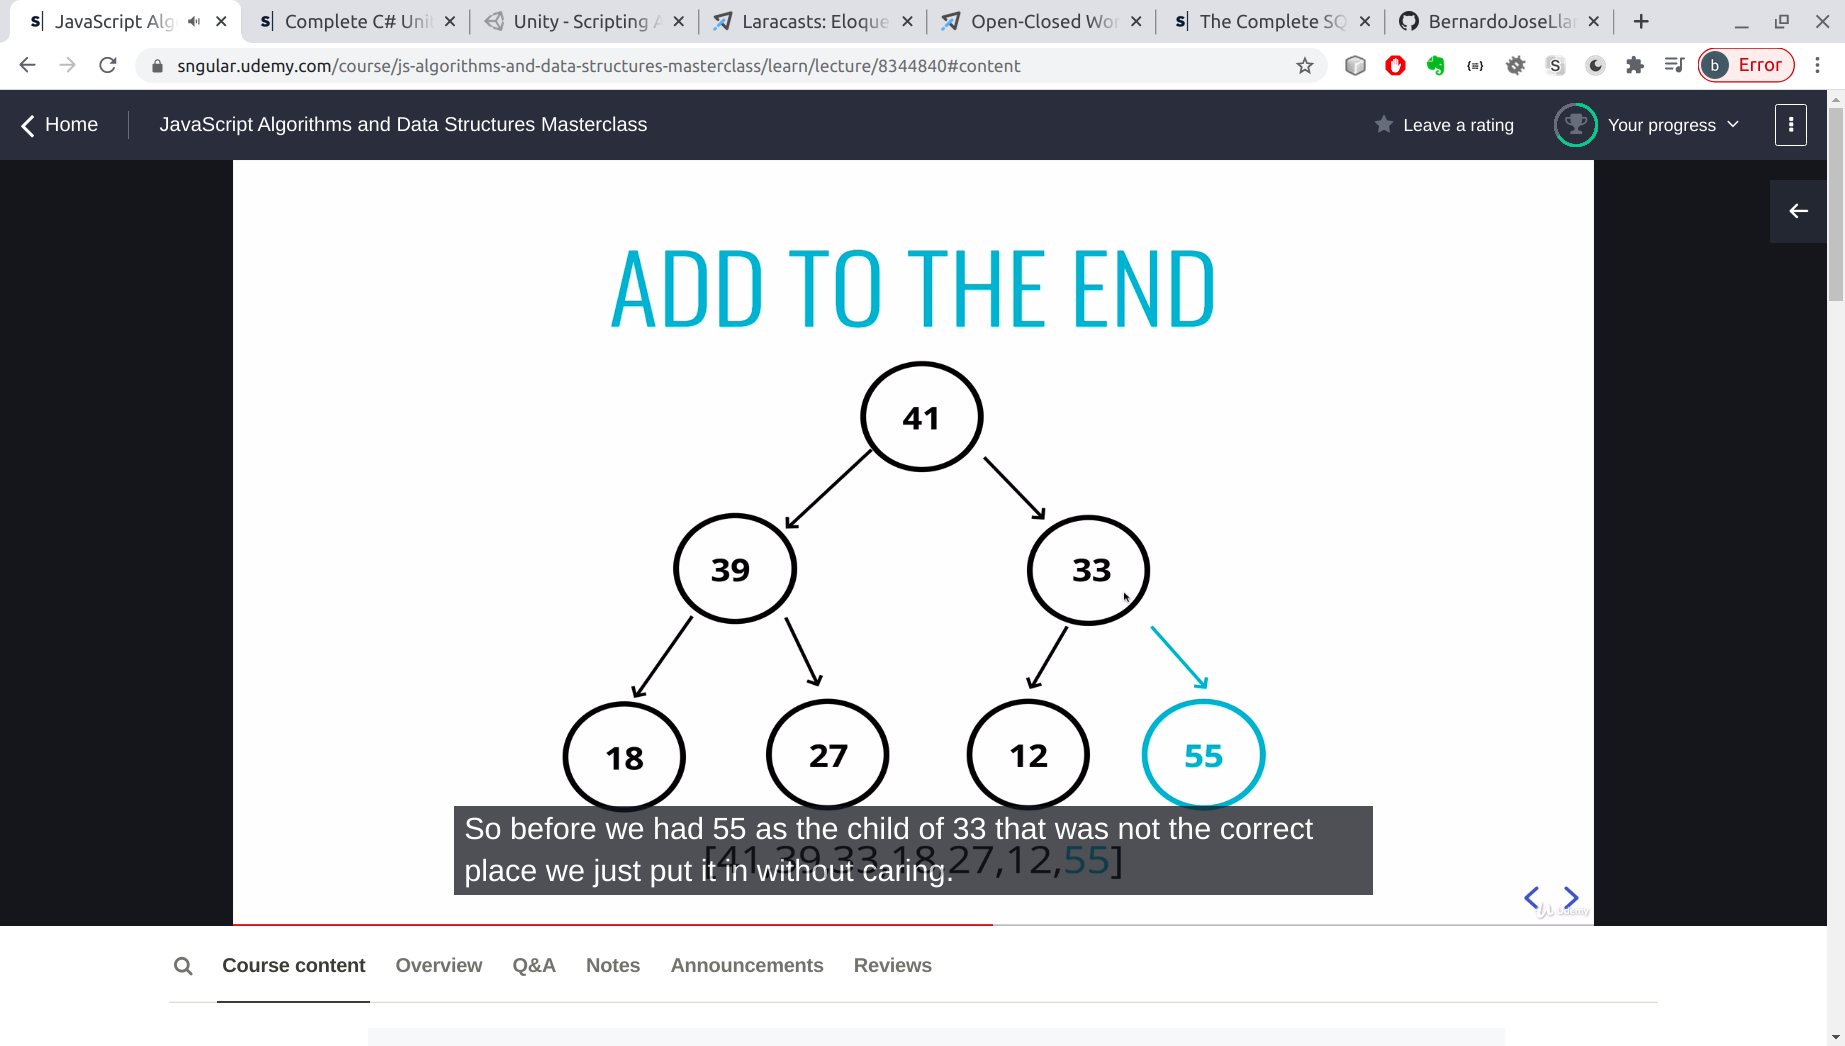 JavaScript Alg
Complete C# Uni
Unity - Scripting A
Laracasts: Eloque
Open-Closed Wor
The Complete SQ
BernardoJoseLlar
sngular.udemy.com/course/js-algorithms-and-data-structures-masterclass/learn/lecture/8344840#content
b Error
Home
JavaScript Algorithms and Data Structures Masterclass
Leave a rating
Your progress
ADD TO THE END
41
39
33
18
27
12
55
So before we had 55 as the child of 33 that was not the correct
place we just put it in without caring.
[41,39,33,18,27,12,55]
Udemy
Course content
Overview
Q&A
Notes
Announcements
Reviews